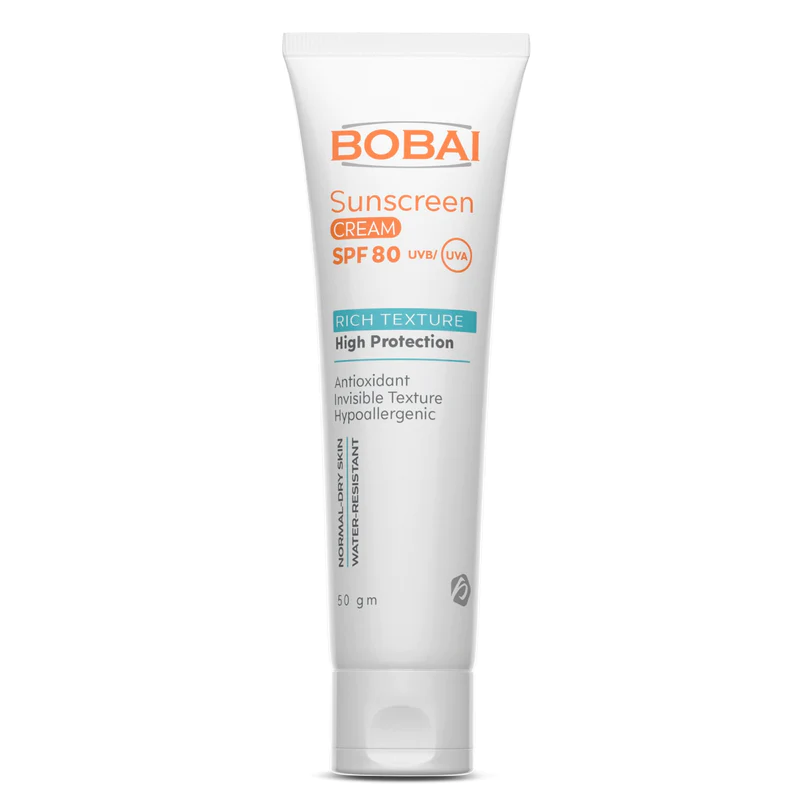 BOBAI
Sunscreen
CREAM
SPF 80 UVB/ UVA
RICH TEXTURE
High Protection
Antioxidant
Invisible Texture
Hypoallergenic
NORMAL-DRY SKIN
WATER-RESISTANT
50 gm